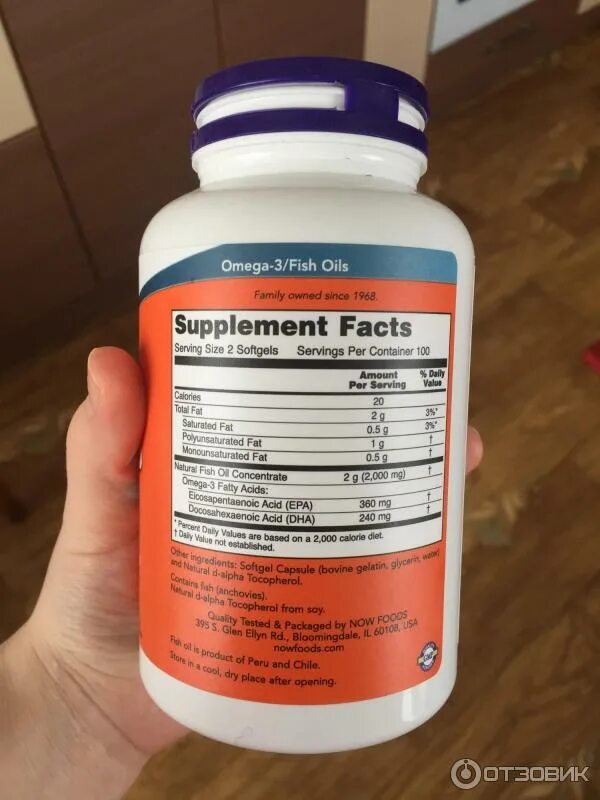 Omega-3/Fish Oils
Family owned since 1968.
Supplement Facts
Serving Size 2 Softgels Servings Per Container 100
Amount Per Serving % Daily Value
Calories 20
Total Fat 2 g 3%*
Saturated Fat 0.5 g 3%*
Polyunsaturated Fat 1 g †
Monounsaturated Fat 0.5 g †
Natural Fish Oil Concentrate 2 g (2,000 mg) †
Omega-3 Fatty Acids:
Eicosapentaenoic Acid (EPA) 360 mg †
Docosahexaenoic Acid (DHA) 240 mg †
* Percent Daily Values are based on a 2,000 calorie diet.
† Daily Value not established.
Other ingredients: Softgel Capsule (bovine gelatin, glycerin, water)
and Natural d-alpha Tocopherol.
Contains fish (anchovies).
Natural d-alpha Tocopherol from soy.
Quality Tested & Packaged by NOW FOODS
395 S. Glen Ellyn Rd., Bloomingdale, IL 60108, USA
nowfoods.com
Fish oil is product of Peru and Chile.
Store in a cool, dry place after opening.
ОТЗОВИК